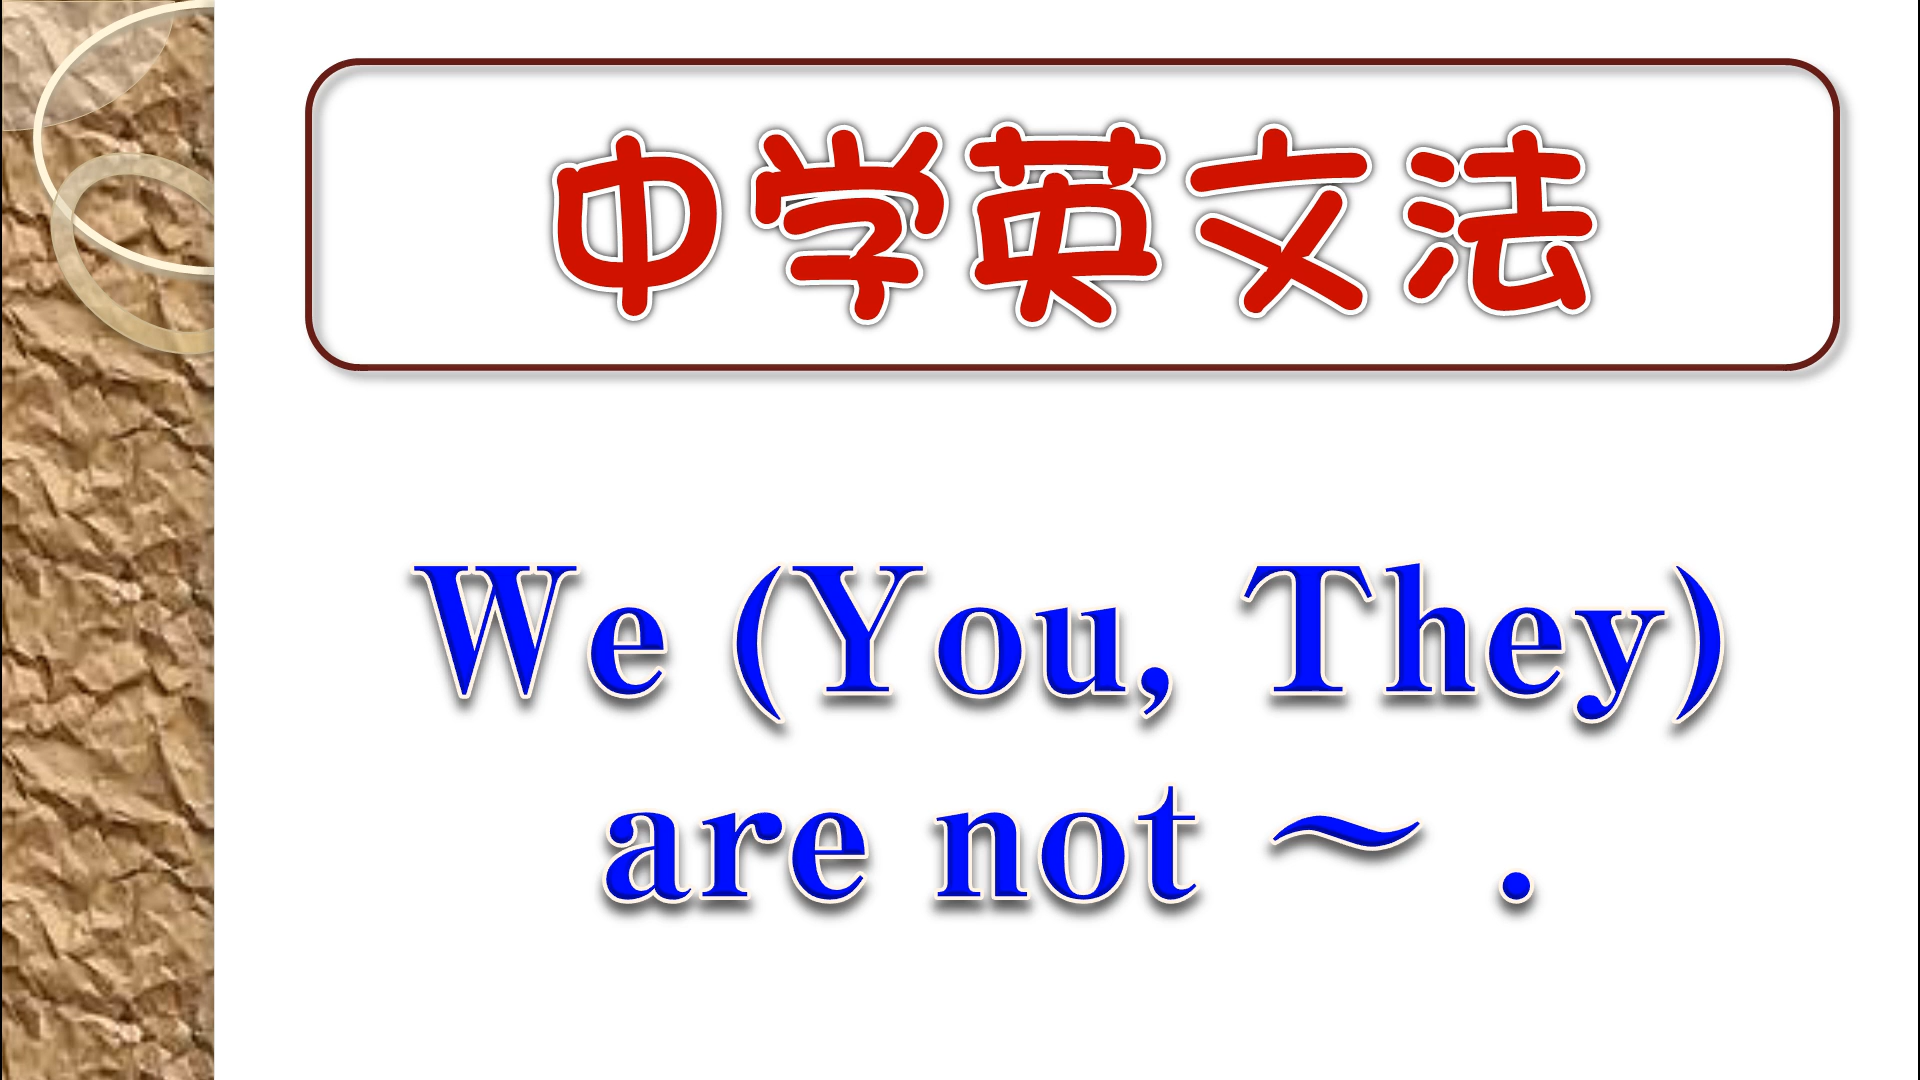 中学英文法
We (You, They)
are not ～ .